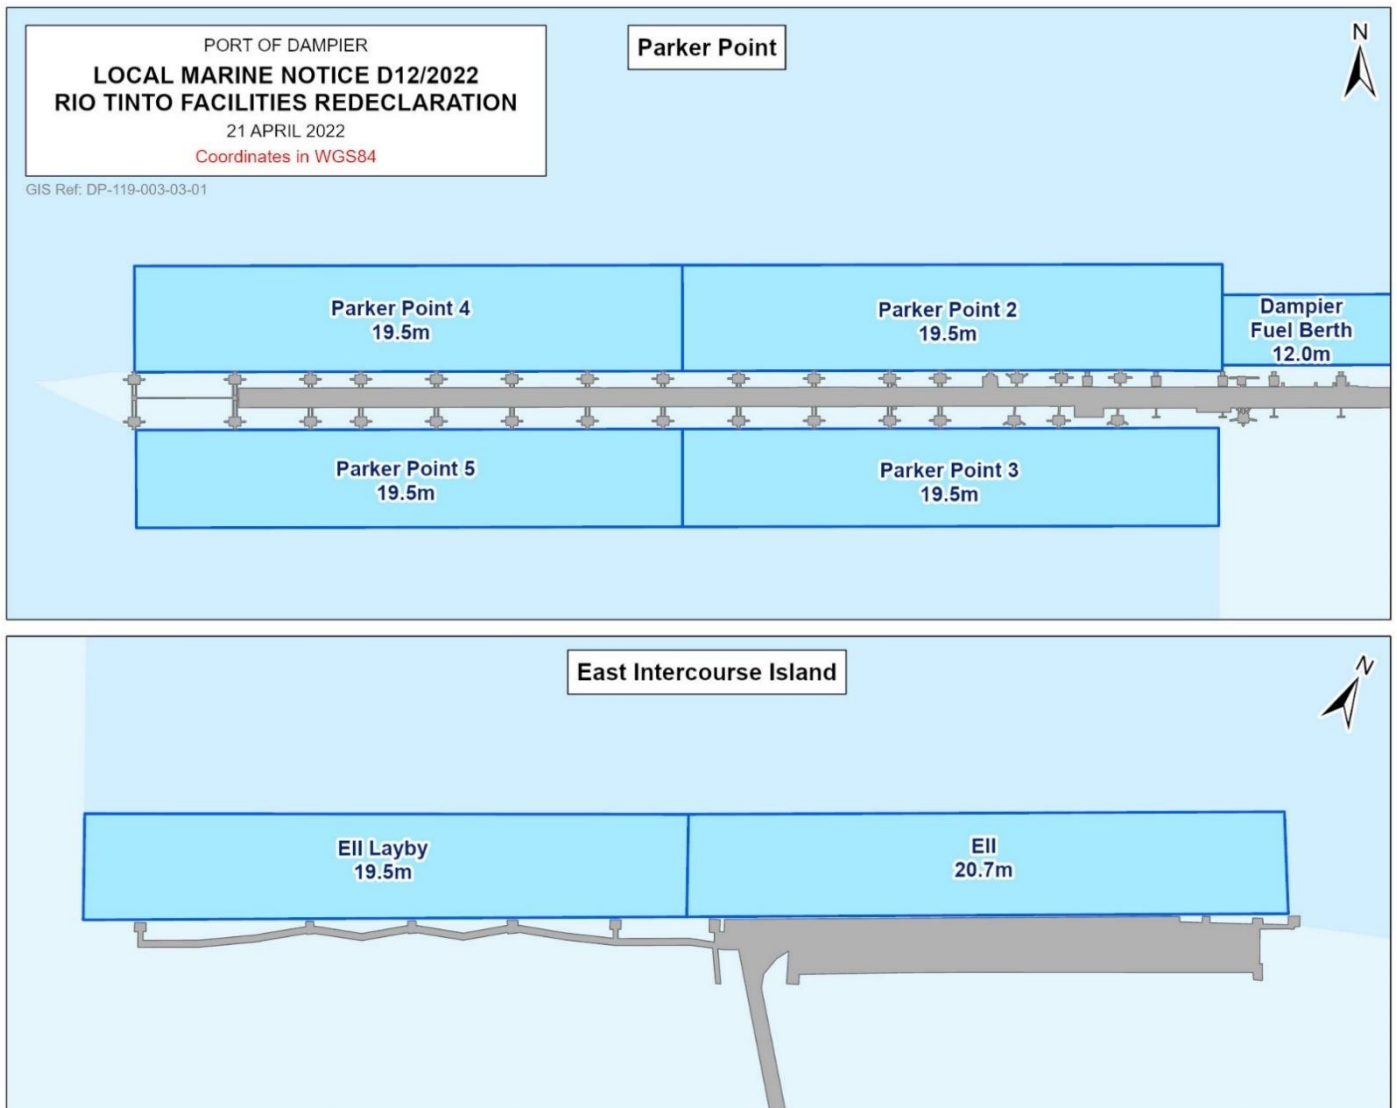 PORT OF DAMPIER
LOCAL MARINE NOTICE D12/2022
RIO TINTO FACILITIES REDECLARATION
21 APRIL 2022
Coordinates in WGS84
GIS Ref: DP-119-003-03-01
Parker Point
N
Parker Point 4
19.5m
Parker Point 2
19.5m
Dampier
Fuel Berth
12.0m
Parker Point 5
19.5m
Parker Point 3
19.5m
East Intercourse Island
N
EII Layby
19.5m
EII
20.7m